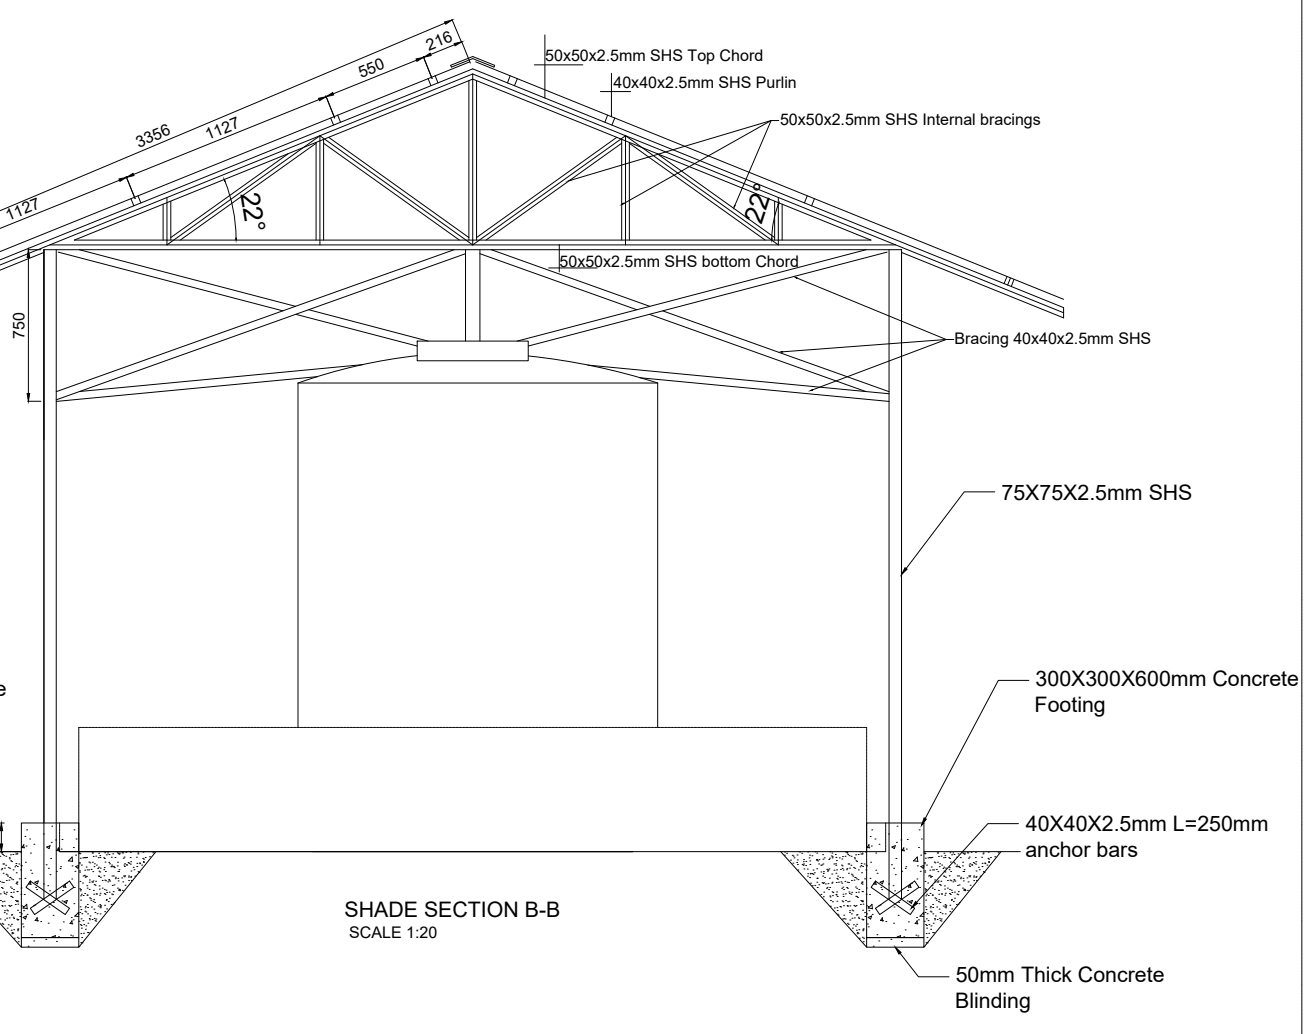 216
50x50x2.5mm SHS Top Chord
550
40x40x2.5mm SHS Purlin
3356
1127
50x50x2.5mm SHS Internal bracings
1127
22°
22°
50x50x2.5mm SHS bottom Chord
750
Bracing 40x40x2.5mm SHS
75X75X2.5mm SHS
300X300X600mm Concrete
Footing
e
40X40X2.5mm L=250mm
anchor bars
SHADE SECTION B-B
SCALE 1:20
50mm Thick Concrete
Blinding